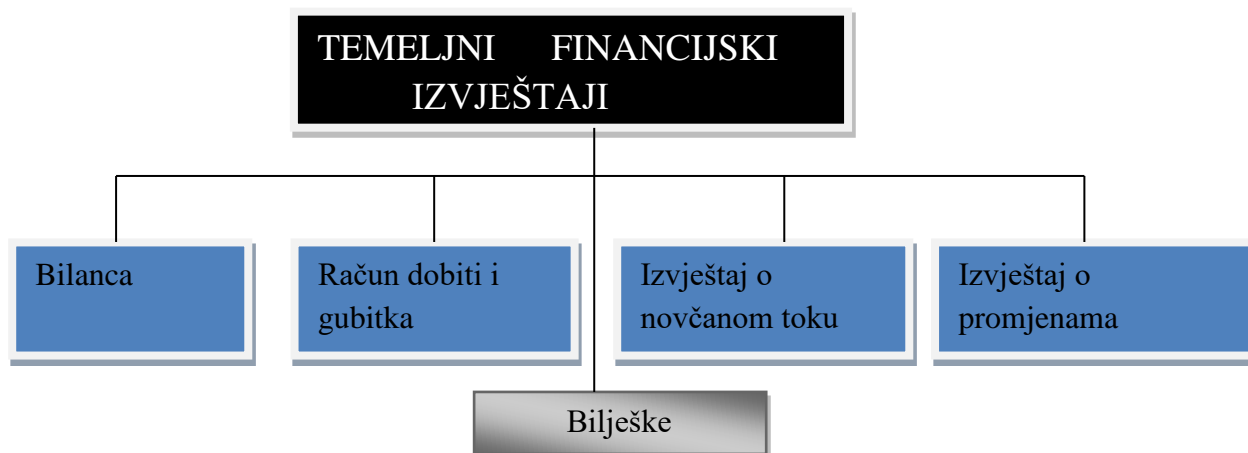 TEMELJNI FINANCIJSKI
IZVJEŠTAJI
Bilanca
Račun dobiti i
gubitka
Izvještaj o
novčanom toku
Izvještaj o
promjenama
Bilješke